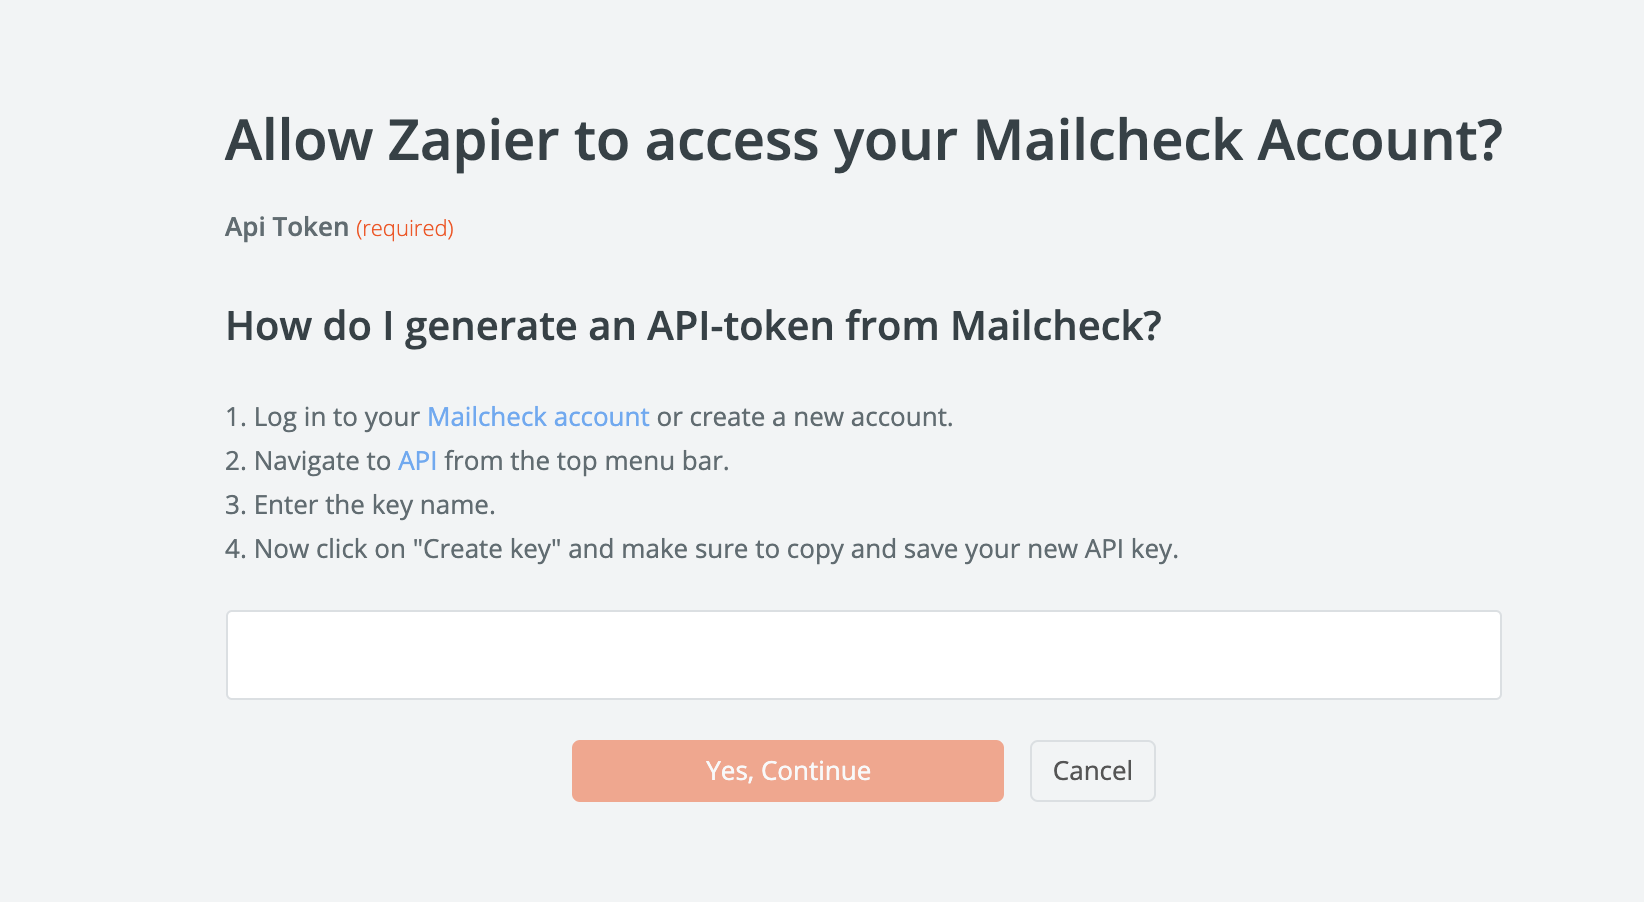 Allow Zapier to access your Mailcheck Account?
Api Token (required)
How do I generate an API-token from Mailcheck?
1. Log in to your Mailcheck account or create a new account.
2. Navigate to API from the top menu bar.
3. Enter the key name.
4. Now click on "Create key" and make sure to copy and save your new API key.
Yes, Continue
Cancel